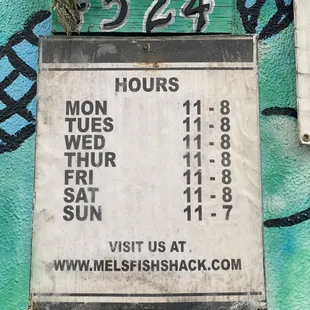 524
HOURS
MON 11 - 8
TUES 11 - 8
WED 11 - 8
THUR 11 - 8
FRI 11 - 8
SAT 11 - 8
SUN 11 - 7
VISIT US AT
WWW.MELSFISHSHACK.COM